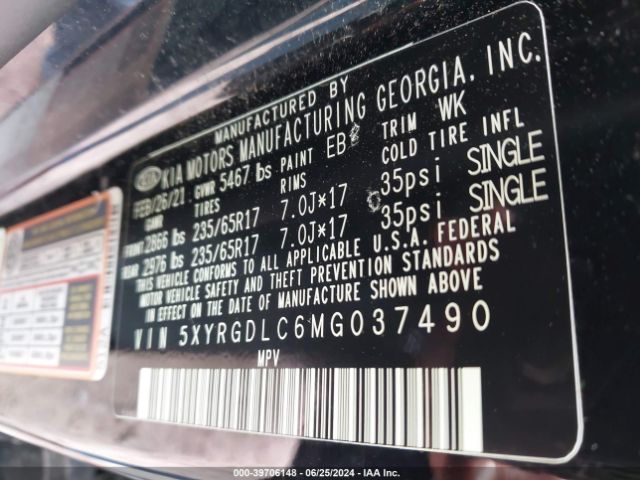 MANUFACTURED BY
KIA KIA MOTORS MANUFACTURING GEORGIA, INC.
FEB/26/21 GVWR 5467 lbs PAINT EB TRIM WK
GAWR TIRES RIMS COLD TIRE INFL
FRONT 2866 lbs 235/65R17 7.0J*17 35psi SINGLE
REAR 2976 lbs 235/65R17 7.0J*17 35psi SINGLE
THIS VEHICLE CONFORMS TO ALL APPLICABLE U.S.A. FEDERAL
MOTOR VEHICLE SAFETY AND THEFT PREVENTION STANDARDS
IN EFFECT ON THE DATE OF MANUFACTURE SHOWN ABOVE
VIN 5XYRGDLC6MG037490
MPV
000-39706148 - 06/25/2024 - IAA Inc.